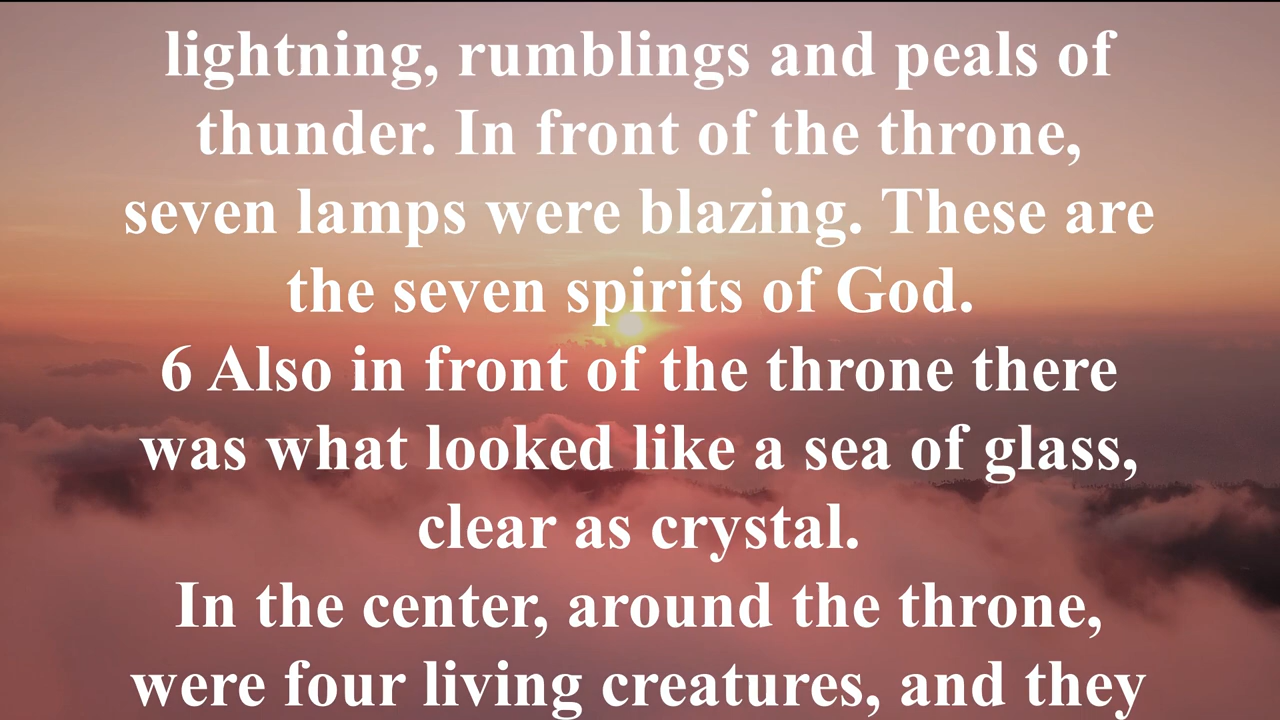 lightning, rumblings and peals of
thunder. In front of the throne,
seven lamps were blazing. These are
the seven spirits of God.
6 Also in front of the throne there
was what looked like a sea of glass,
clear as crystal.
In the center, around the throne,
were four living creatures, and they